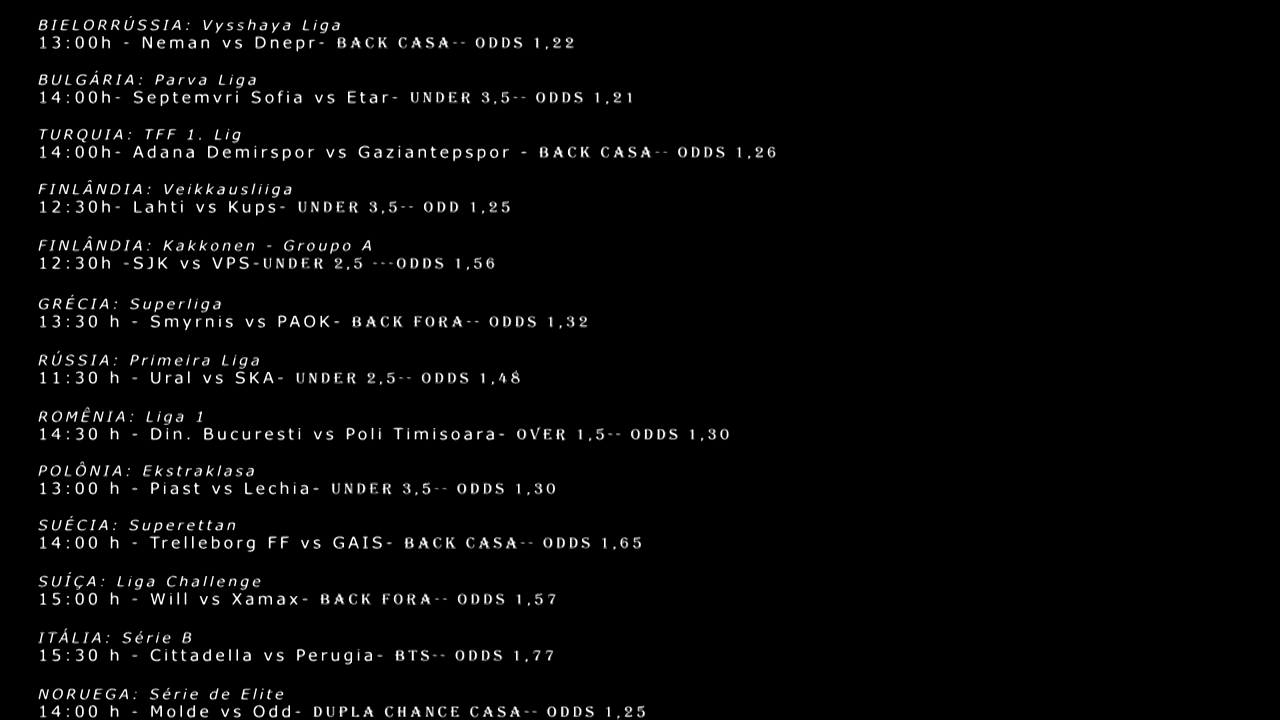 BIELORRÚSSIA: Vysshaya Liga
13:00h - Neman vs Dnepr- BACK CASA-- ODDS 1,22
BULGÁRIA: Parva Liga
14:00h- Septemvri Sofia vs Etar- UNDER 3,5-- ODDS 1,21
TURQUIA: TFF 1. Lig
14:00h- Adana Demirspor vs Gaziantepspor - BACK CASA-- ODDS 1,26
FINLÂNDIA: Veikkausliiga
12:30h- Lahti vs Kups- UNDER 3,5-- ODD 1,25
FINLÂNDIA: Kakkonen - Groupo A
12:30h -SJK vs VPS-UNDER 2,5 ---ODDS 1,56
GRÉCIA: Superliga
13:30 h - Smyrnis vs PAOK- BACK FORA-- ODDS 1,32
RÚSSIA: Primeira Liga
11:30 h - Ural vs SKA- UNDER 2,5-- ODDS 1,48
ROMÊNIA: Liga 1
14:30 h - Din. Bucuresti vs Poli Timisoara- OVER 1,5-- ODDS 1,30
POLÔNIA: Ekstraklasa
13:00 h - Piast vs Lechia- UNDER 3,5-- ODDS 1,30
SUÉCIA: Superettan
14:00 h - Trelleborg FF vs GAIS- BACK CASA-- ODDS 1,65
SUÍÇA: Liga Challenge
15:00 h - Will vs Xamax- BACK FORA-- ODDS 1,57
ITÁLIA: Série B
15:30 h - Cittadella vs Perugia- BTS-- ODDS 1,77
NORUEGA: Série de Elite
14:00 h - Molde vs Odd- DUPLA CHANCE CASA-- ODDS 1,25